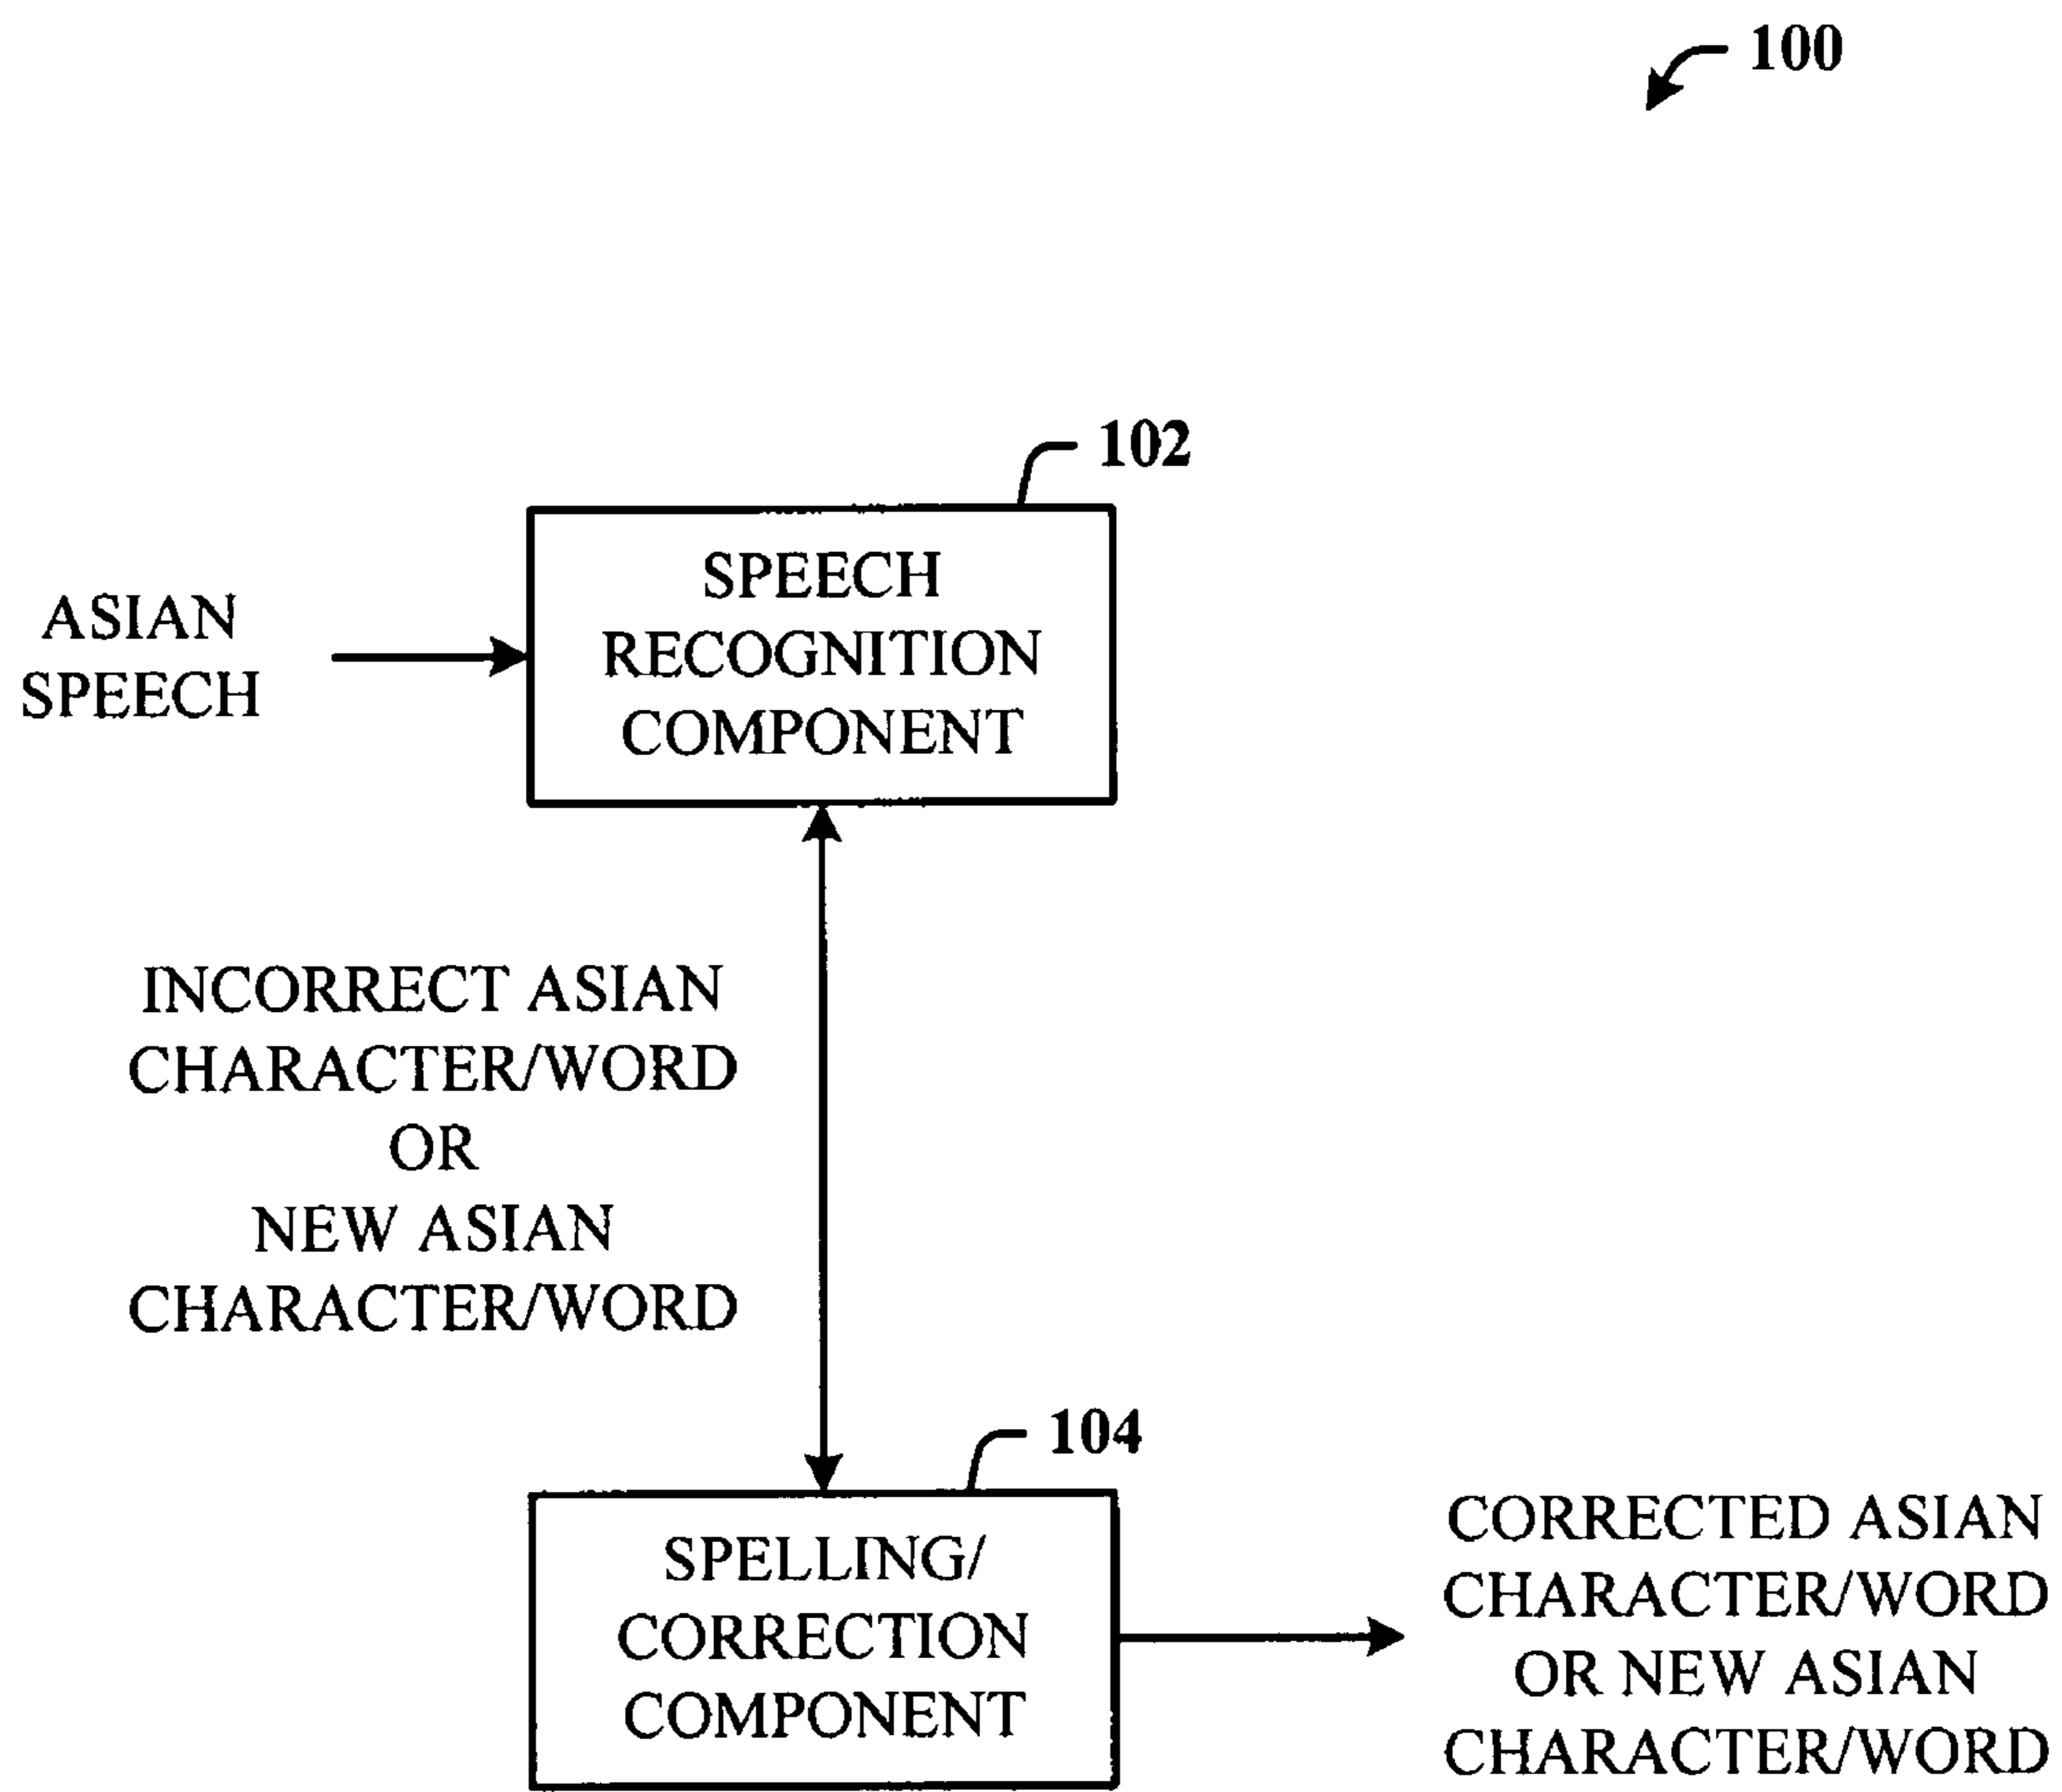 100
102
SPEECH
RECOGNITION
COMPONENT
ASIAN
SPEECH
INCORRECT ASIAN
CHARACTER/WORD
OR
NEW ASIAN
CHARACTER/WORD
104
SPELLING/
CORRECTION
COMPONENT
CORRECTED ASIAN
CHARACTER/WORD
OR NEW ASIAN
CHARACTER/WORD